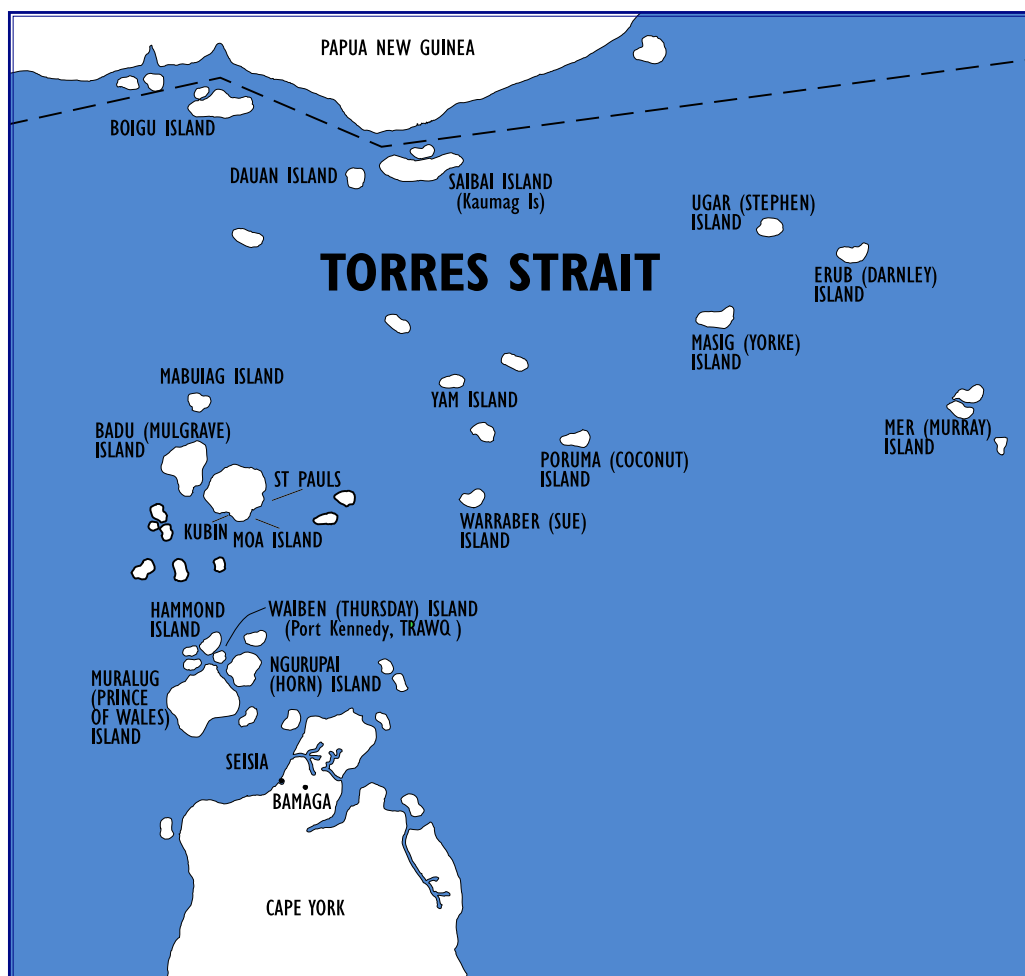 PAPUA NEW GUINEA
BOIGU ISLAND
DAUAN ISLAND
SAIBAI ISLAND
(Kaumag Is)
UGAR (STEPHEN)
ISLAND
TORRES STRAIT
ERUB (DARNLEY)
ISLAND
MASIG (YORKE)
ISLAND
MABUIAG ISLAND
YAM ISLAND
BADU (MULGRAVE)
ISLAND
MER (MURRAY)
ISLAND
PORUMA (COCONUT)
ISLAND
ST PAULS
KUBIN
MOA ISLAND
WARRABER (SUE)
ISLAND
HAMMOND
ISLAND
WAIBEN (THURSDAY) ISLAND
(Port Kennedy, TRAWQ )
NGURUPAI
(HORN) ISLAND
MURALUG
(PRINCE
OF WALES)
ISLAND
SEISIA
BAMAGA
CAPE YORK